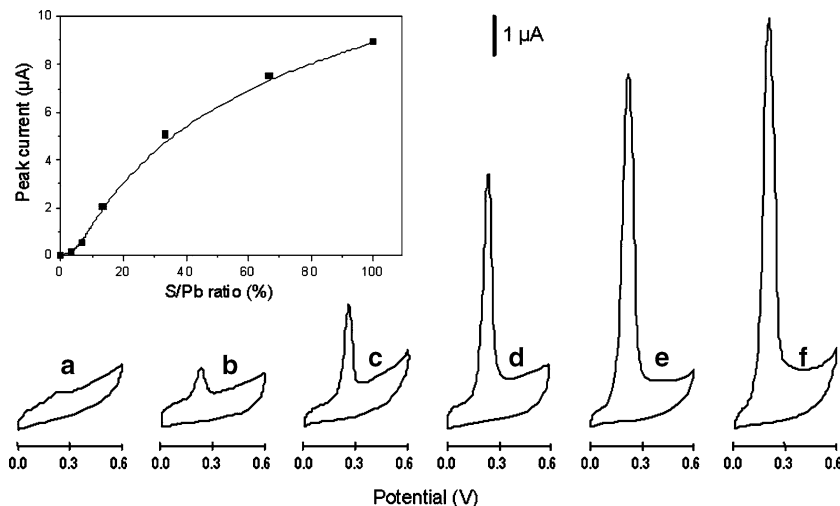 10
8
6
4
2
0
Peak current (µA)
0 20 40 60 80 100
S/Pb ratio (%)
1 µA
a b c d e f
0.0 0.3 0.6 0.0 0.3 0.6 0.0 0.3 0.6 0.0 0.3 0.6 0.0 0.3 0.6 0.0 0.3 0.6
Potential (V)